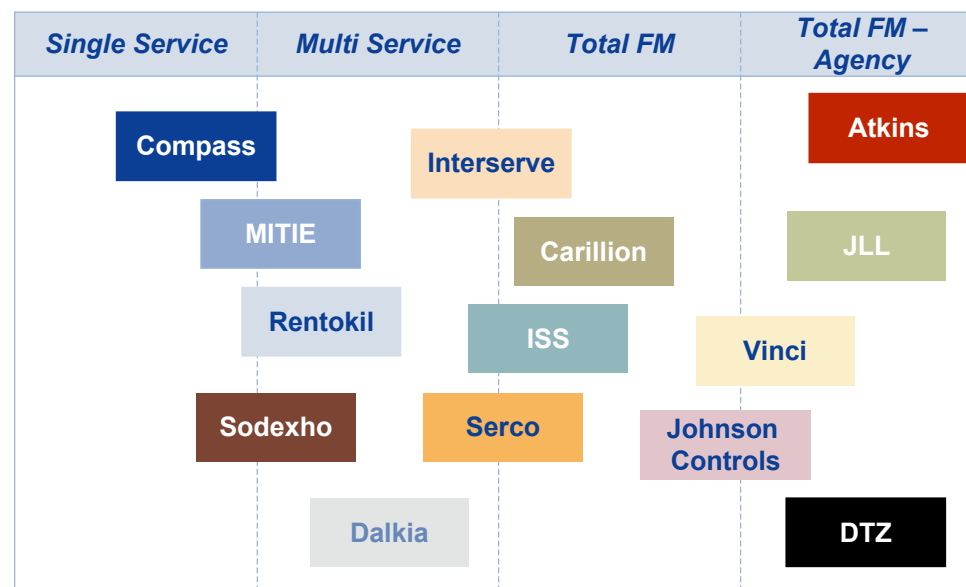 Single Service
Multi Service
Total FM
Total FM –
Agency
Compass
Interserve
Atkins
MITIE
Carillion
JLL
Rentokil
ISS
Vinci
Sodexho
Serco
Johnson
Controls
Dalkia
DTZ